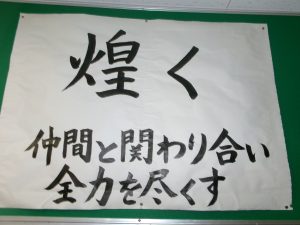 煌く
仲間と関わり合い
全力を尽くす